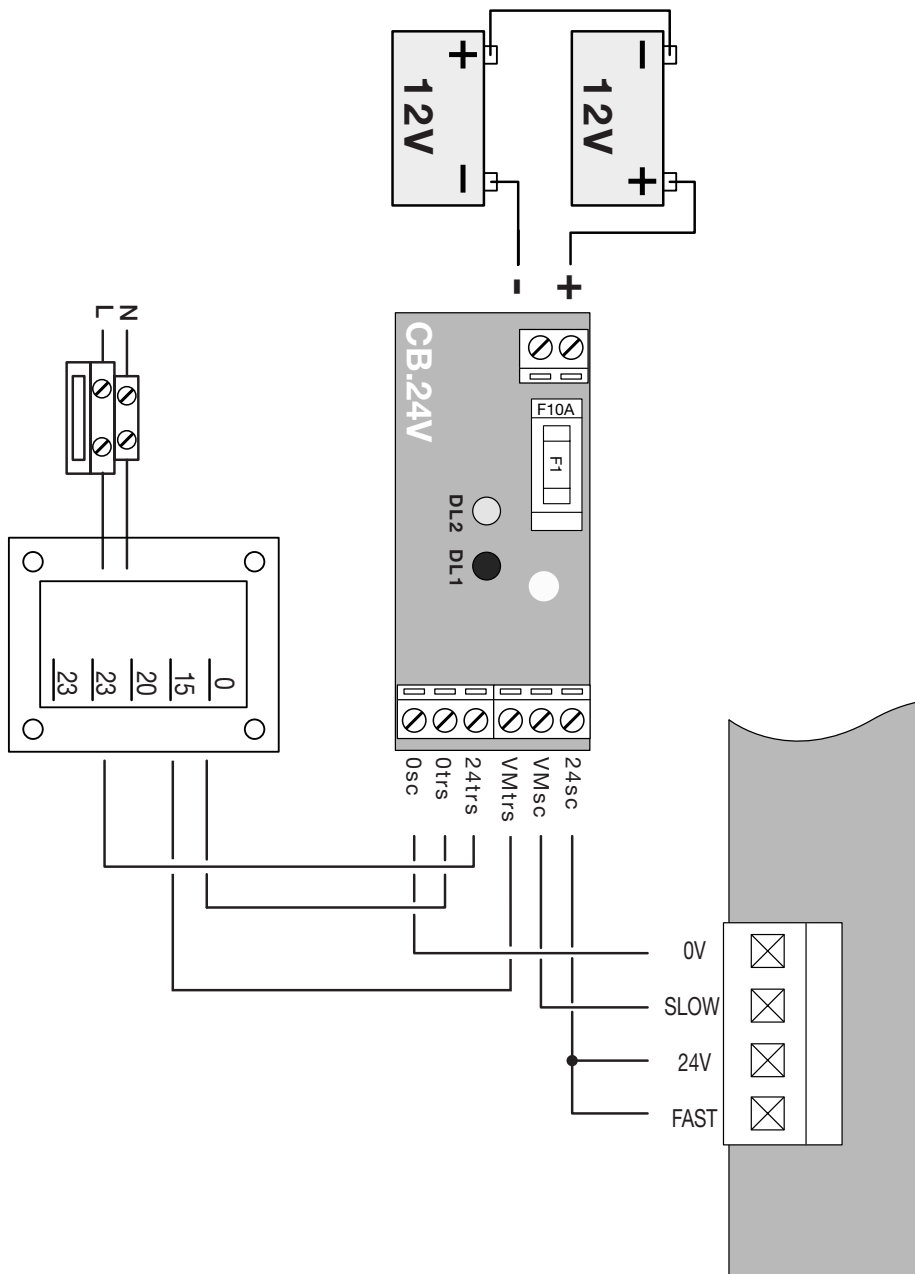 + 12V -
- 12V +
- +
L N
CB.24V
F10A
F1
DL2 DL1
23 23 20 15 0
0sc 0trs 24trs VMtrs VMsc 24sc
0V
SLOW
24V
FAST